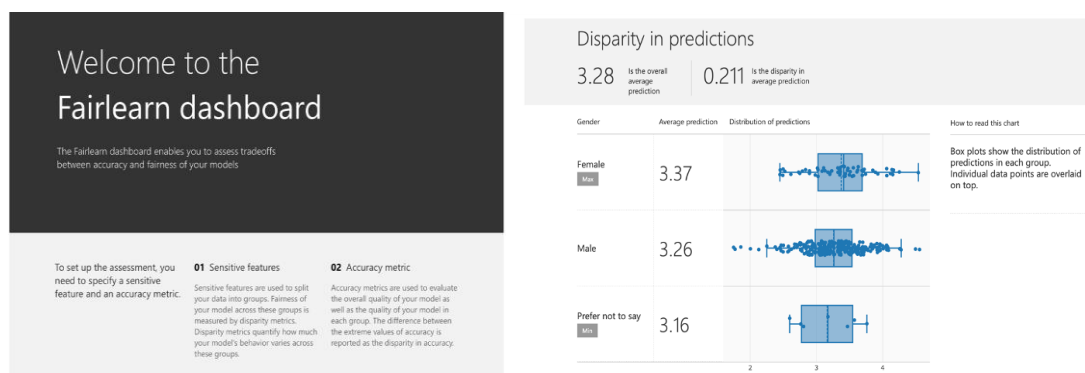 Welcome to the
Fairlearn dashboard
The Fairlearn dashboard enables you to assess tradeoffs
between accuracy and fairness of your models
To set up the assessment, you
need to specify a sensitive
feature and an accuracy metric.
01 Sensitive features
Sensitive features are used to split
your data into groups. Fairness of
your model across these groups is
measured by disparity metrics.
Disparity metrics quantify how much
your model's behavior varies across
these groups.
02 Accuracy metric
Accuracy metrics are used to evaluate
the overall quality of your model as
well as the quality of your model in
each group. The difference between
the extreme values of accuracy is
reported as the disparity in accuracy.
Disparity in predictions
3.28
Is the overall
average
prediction
0.211
Is the disparity in
average prediction
Gender
Average prediction
Distribution of predictions
Female
Max
3.37
Male
3.26
Prefer not to say
Min
3.16
2
3
4
How to read this chart
Box plots show the distribution of
predictions in each group.
Individual data points are overlaid
on top.